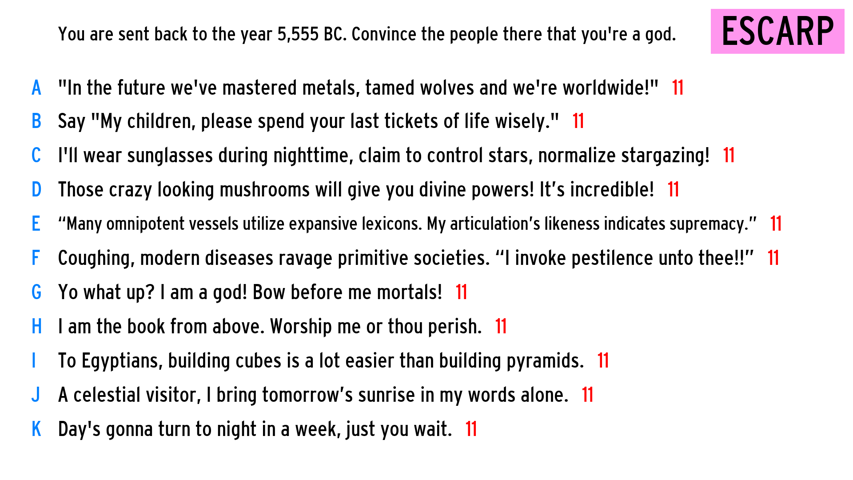 You are sent back to the year 5,555 BC. Convince the people there that you're a god.
ESCARP
A "In the future we've mastered metals, tamed wolves and we're worldwide!" 11
B Say "My children, please spend your last tickets of life wisely." 11
C I'll wear sunglasses during nighttime, claim to control stars, normalize stargazing! 11
D Those crazy looking mushrooms will give you divine powers! It’s incredible! 11
E “Many omnipotent vessels utilize expansive lexicons. My articulation’s likeness indicates supremacy.” 11
F Coughing, modern diseases ravage primitive societies. “I invoke pestilence unto thee!!” 11
G Yo what up? I am a god! Bow before me mortals! 11
H I am the book from above. Worship me or thou perish. 11
I To Egyptians, building cubes is a lot easier than building pyramids. 11
J A celestial visitor, I bring tomorrow’s sunrise in my words alone. 11
K Day's gonna turn to night in a week, just you wait. 11